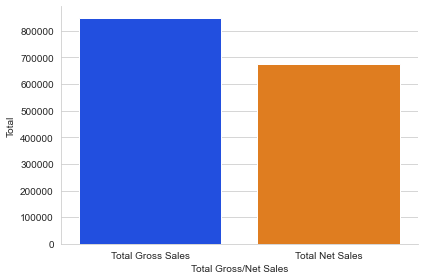 800000
700000
600000
500000
400000
300000
200000
100000
0
Total
Total Gross Sales
Total Net Sales
Total Gross/Net Sales